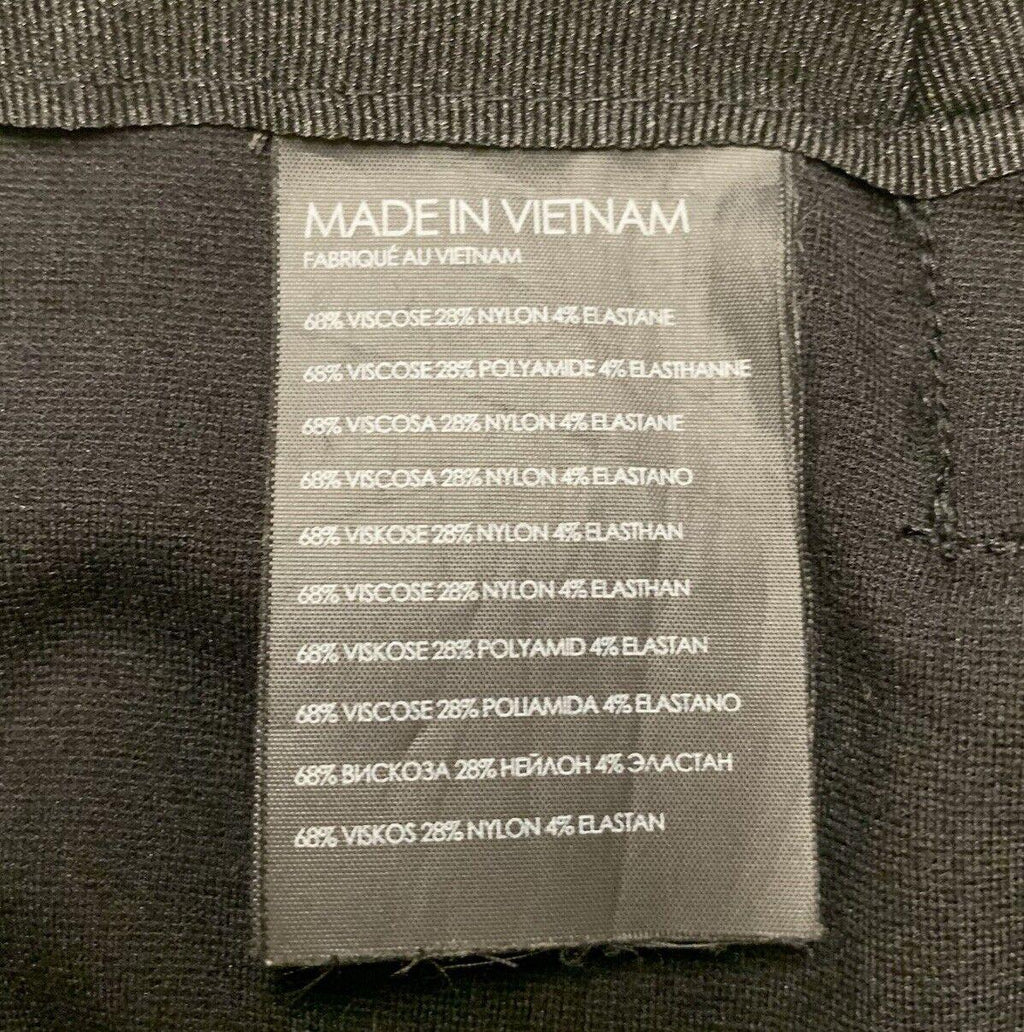 MADE IN VIETNAM
FABRIQUÉ AU VIETNAM
68% VISCOSE 28% NYLON 4% ELASTANE
68% VISCOSE 28% POLYAMIDE 4% ELASTHANNE
68% VISCOSA 28% NYLON 4% ELASTANE
68% VISCOSA 28% NYLON 4% ELASTANO
68% VISKOSE 28% NYLON 4% ELASTHAN
68% VISCOSE 28% NYLON 4% ELASTHAN
68% VISKOSE 28% POLYAMID 4% ELASTAN
68% VISCOSE 28% POLIAMIDA 4% ELASTANO
68% ВИСКОЗА 28% НЕЙЛОН 4% ЭЛАСТАН
68% VISKOS 28% NYLON 4% ELASTAN